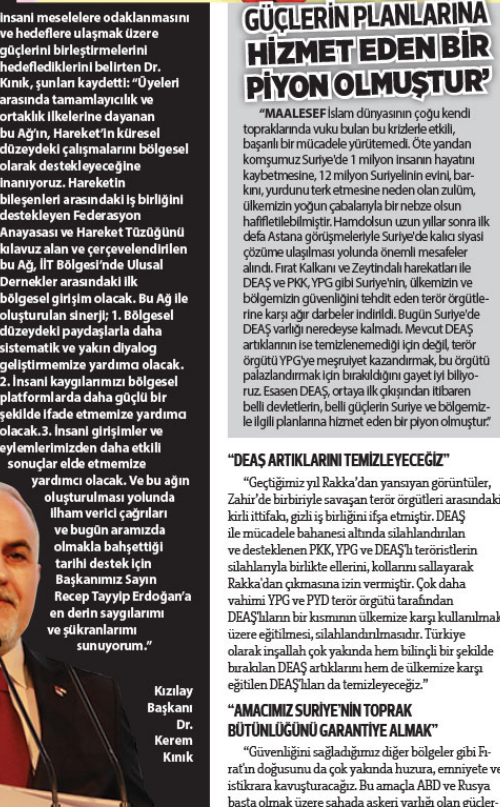 insani meselelere odaklanmasını
ve hedeflere ulaşmak üzere
güçlerini birleştirmelerini
hedeflediklerini belirten Dr.
Kınık, şunları kaydetti: “Üyeleri
arasında tamamlayıcılık ve
ortaklık ilkelerine dayanan
bu Ağ’ın, Hareket’in küresel
düzeydeki çalışmalarını bölgesel
olarak destekleyeceğine
inanıyoruz. Hareketin
bileşenleri arasındaki iş birliğini
destekleyen Federasyon
Anayasası ve Hareket Tüzüğünü
kılavuz alan ve çerçevelendirilen
bu Ağ, İİT Bölgesi’nde Ulusal
Dernekler arasındaki ilk
bölgesel girişim olacak. Bu Ağ ile
oluşturulan sinerji; 1. Bölgesel
düzeydeki paydaşlarla daha
sistematik ve yakın diyalog
geliştirmemize yardımcı olacak.
2. İnsani kaygılarımızı bölgesel
platformlarda daha güçlü bir
şekilde ifade etmemize yardımcı
olacak.3. İnsani girişimler ve
eylemlerimizden daha etkili
sonuçlar elde etmemize
yardımcı olacak. Ve bu ağın
oluşturulması yolunda
ilham verici çağrıları
ve bugün aramızda
olmakla bahşettiği
tarihi destek için
Başkanımız Sayın
Recep Tayyip Erdoğan’a
en derin saygılarımı
ve şükranlarımı
sunuyorum.”
Kızılay
Başkanı
Dr.
Kerem
Kınık
GÜÇLERİN PLANLARINA
HİZMET EDEN BİR
PİYON OLMUŞTUR’
“MAALESEF İslam dünyasının çoğu kendi
topraklarında vuku bulan bu krizlerle etkili,
başarılı bir mücadele yürütemedi. Öte yandan
komşumuz Suriye'de 1 milyon insanın hayatını
kaybetmesine, 12 milyon Suriyelinin evini, bar-
kını, yurdunu terk etmesine neden olan zulüm,
ülkemizin yoğun çabalarıyla bir nebze olsun
hafifletilebilmiştir. Hamdolsun uzun yıllar sonra ilk
defa Astana görüşmeleriyle Suriye'de kalıcı siyasi
çözüme ulaşılması yolunda önemli mesafeler
alındı. Fırat Kalkanı ve Zeytindalı harekatları ile
DEAŞ ve PKK, YPG gibi Suriye'nin, ülkemizin ve
bölgemizin güvenliğini tehdit eden terör örgütle-
rine karşı ağır darbeler indirildi. Bugün Suriye'de
DEAŞ varlığı neredeyse kalmadı. Mevcut DEAŞ
artıklarının ise temizlenemediği için değil, terör
örgütü YPG'ye meşruiyet kazandırmak, bu örgütü
palazlandırmak için bırakıldığını gayet iyi biliyo-
ruz. Esasen DEAŞ, ortaya ilk çıkışından itibaren
belli devletlerin, belli güçlerin Suriye ve bölgemiz-
le ilgili planlarına hizmet eden bir piyon olmuştur.”
“DEAŞ ARTIKLARINI TEMİZLEYECEĞİZ”
“Geçtiğimiz yıl Rakka’dan yansıyan görüntüler,
Zahir’de birbiriyle savaşan terör örgütleri arasındaki
kirli ittifakı, gizli iş birliğini ifşa etmiştir. DEAŞ
ile mücadele bahanesi altında silahlandırılan
ve desteklenen PKK, YPG ve DEAŞ'lı teröristlerin
silahlarıyla birlikte ellerini, kollarını sallayarak
Rakka'dan çıkmasına izin vermiştir. Çok daha
vahimi YPG ve PYD terör örgütü tarafından
DEAŞ'lıların bir kısmının ülkemize karşı kullanılmak
üzere eğitilmesi, silahlandırılmasıdır. Türkiye
olarak inşallah çok yakında hem bilinçli bir şekilde
bırakılan DEAŞ artıklarını hem de ülkemize karşı
eğitilen DEAŞ'lıları da temizleyeceğiz.”
“AMACIMIZ SURİYE’NİN TOPRAK
BÜTÜNLÜĞÜNÜ GARANTİYE ALMAK”
“Güvenliğini sağladığımız diğer bölgeler gibi Fı-
rat'ın doğusunu da çok yakında huzura, emniyete ve
istikrara kavuşturacağız. Bu amaçla ABD ve Rusya
başta olmak üzere sahada askeri varlığı olan güçler-